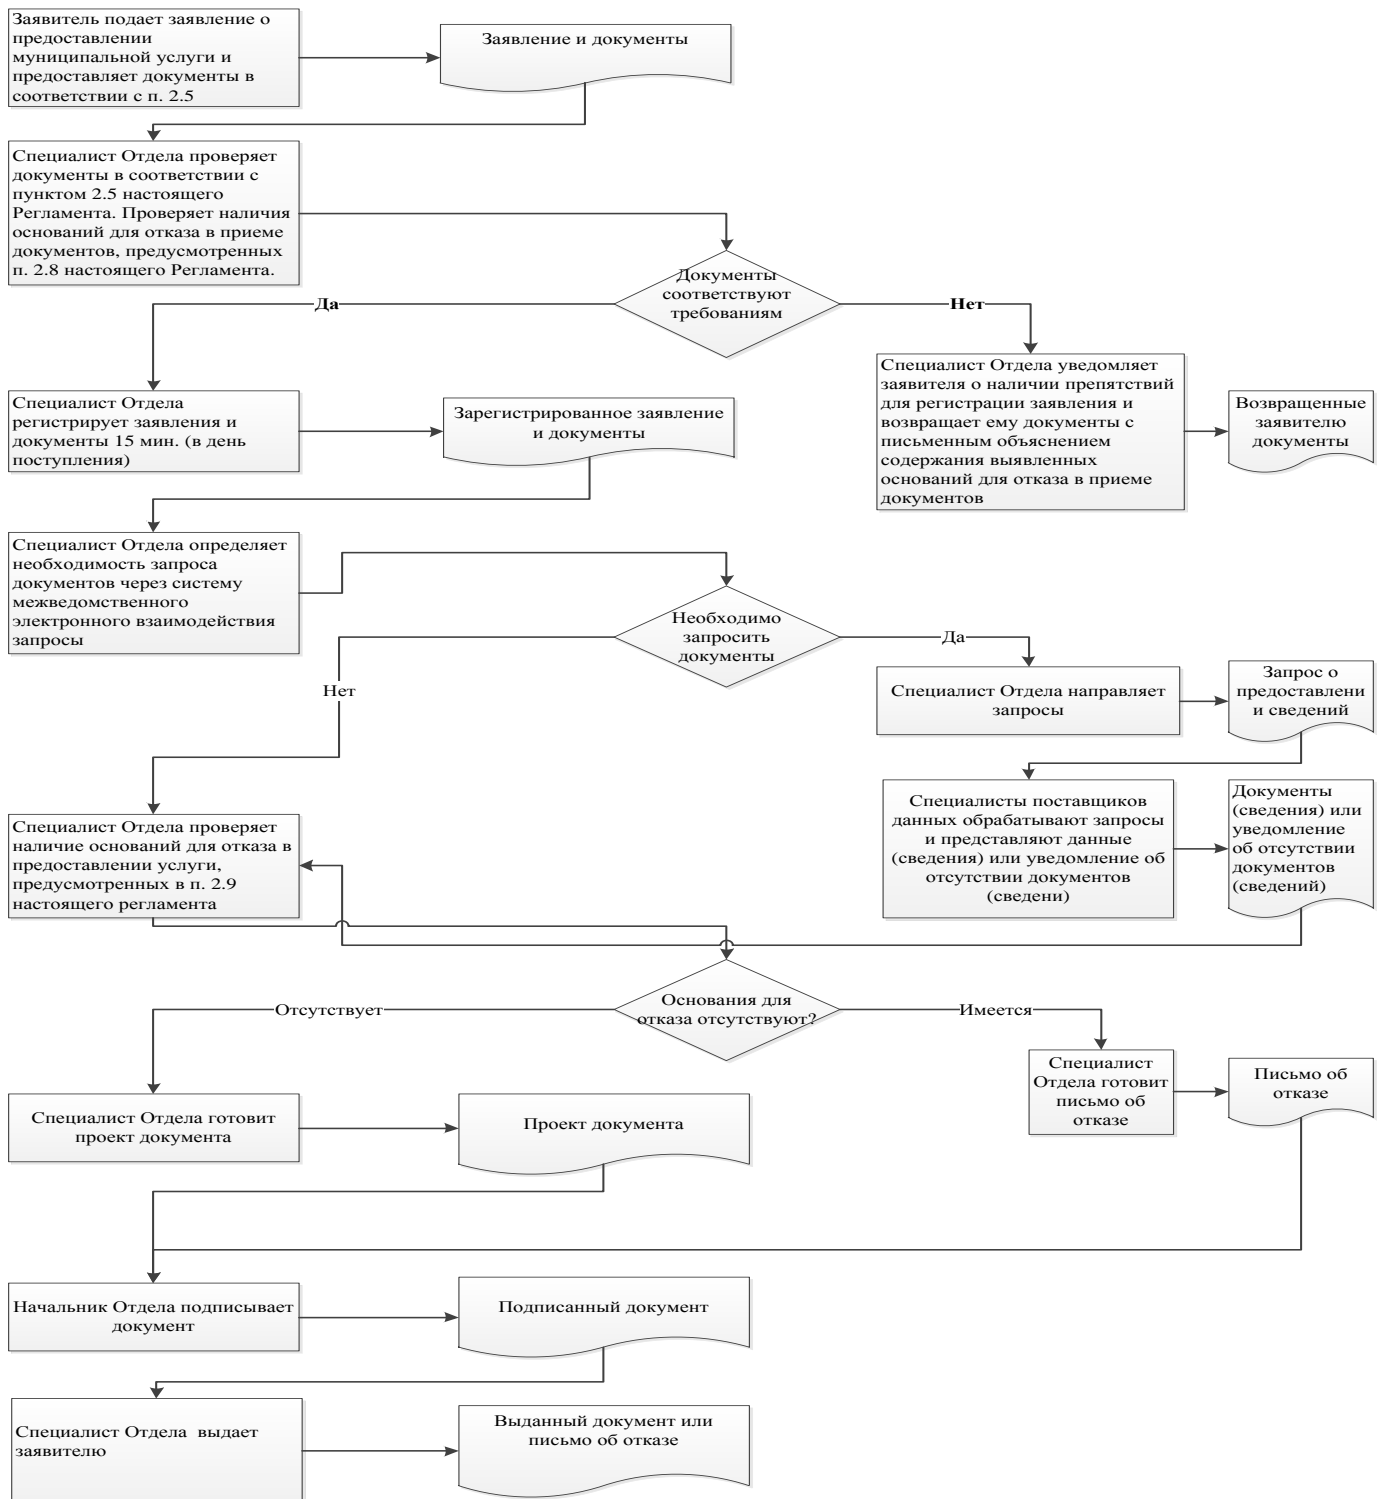 Заявитель подает заявление о
предоставлении
муниципальной услуги и
предоставляет документы в
соответствии с п. 2.5
Заявление и документы
Специалист Отдела проверяет
документы в соответствии с
пунктом 2.5 настоящего
Регламента. Проверяет наличия
оснований для отказа в приеме
документов, предусмотренных
п. 2.8 настоящего Регламента.
Документы
соответствуют
требованиям
Да
Нет
Специалист Отдела
регистрирует заявления и
документы 15 мин. (в день
поступления)
Зарегистрированное заявление
и документы
Специалист Отдела уведомляет
заявителя о наличии препятствий
для регистрации заявления и
возвращает ему документы с
письменным объяснением
содержания выявленных
оснований для отказа в приеме
документов
Возвращенные
заявителю
документы
Специалист Отдела определяет
необходимость запроса
документов через систему
межведомственного
электронного взаимодействия
запросы
Необходимо
запросить
документы
Да
Нет
Специалист Отдела направляет
запросы
Запрос о
предоставлени
и сведений
Специалисты поставщиков
данных обрабатывают запросы
и представляют данные
(сведения) или уведомление об
отсутствии документов
(сведени)
Документы
(сведения) или
уведомление
об отсутствии
документов
(сведений)
Специалист Отдела проверяет
наличие оснований для отказа в
предоставлении услуги,
предусмотренных в п. 2.9
настоящего регламента
Основания для
отказа отсутствуют?
Отсутствует
Имеется
Специалист
Отдела готовит
письмо об
отказе
Письмо об
отказе
Специалист Отдела готовит
проект документа
Проект документа
Начальник Отдела подписывает
документ
Подписанный документ
Специалист Отдела  выдает
заявителю
Выданный документ или
письмо об отказе